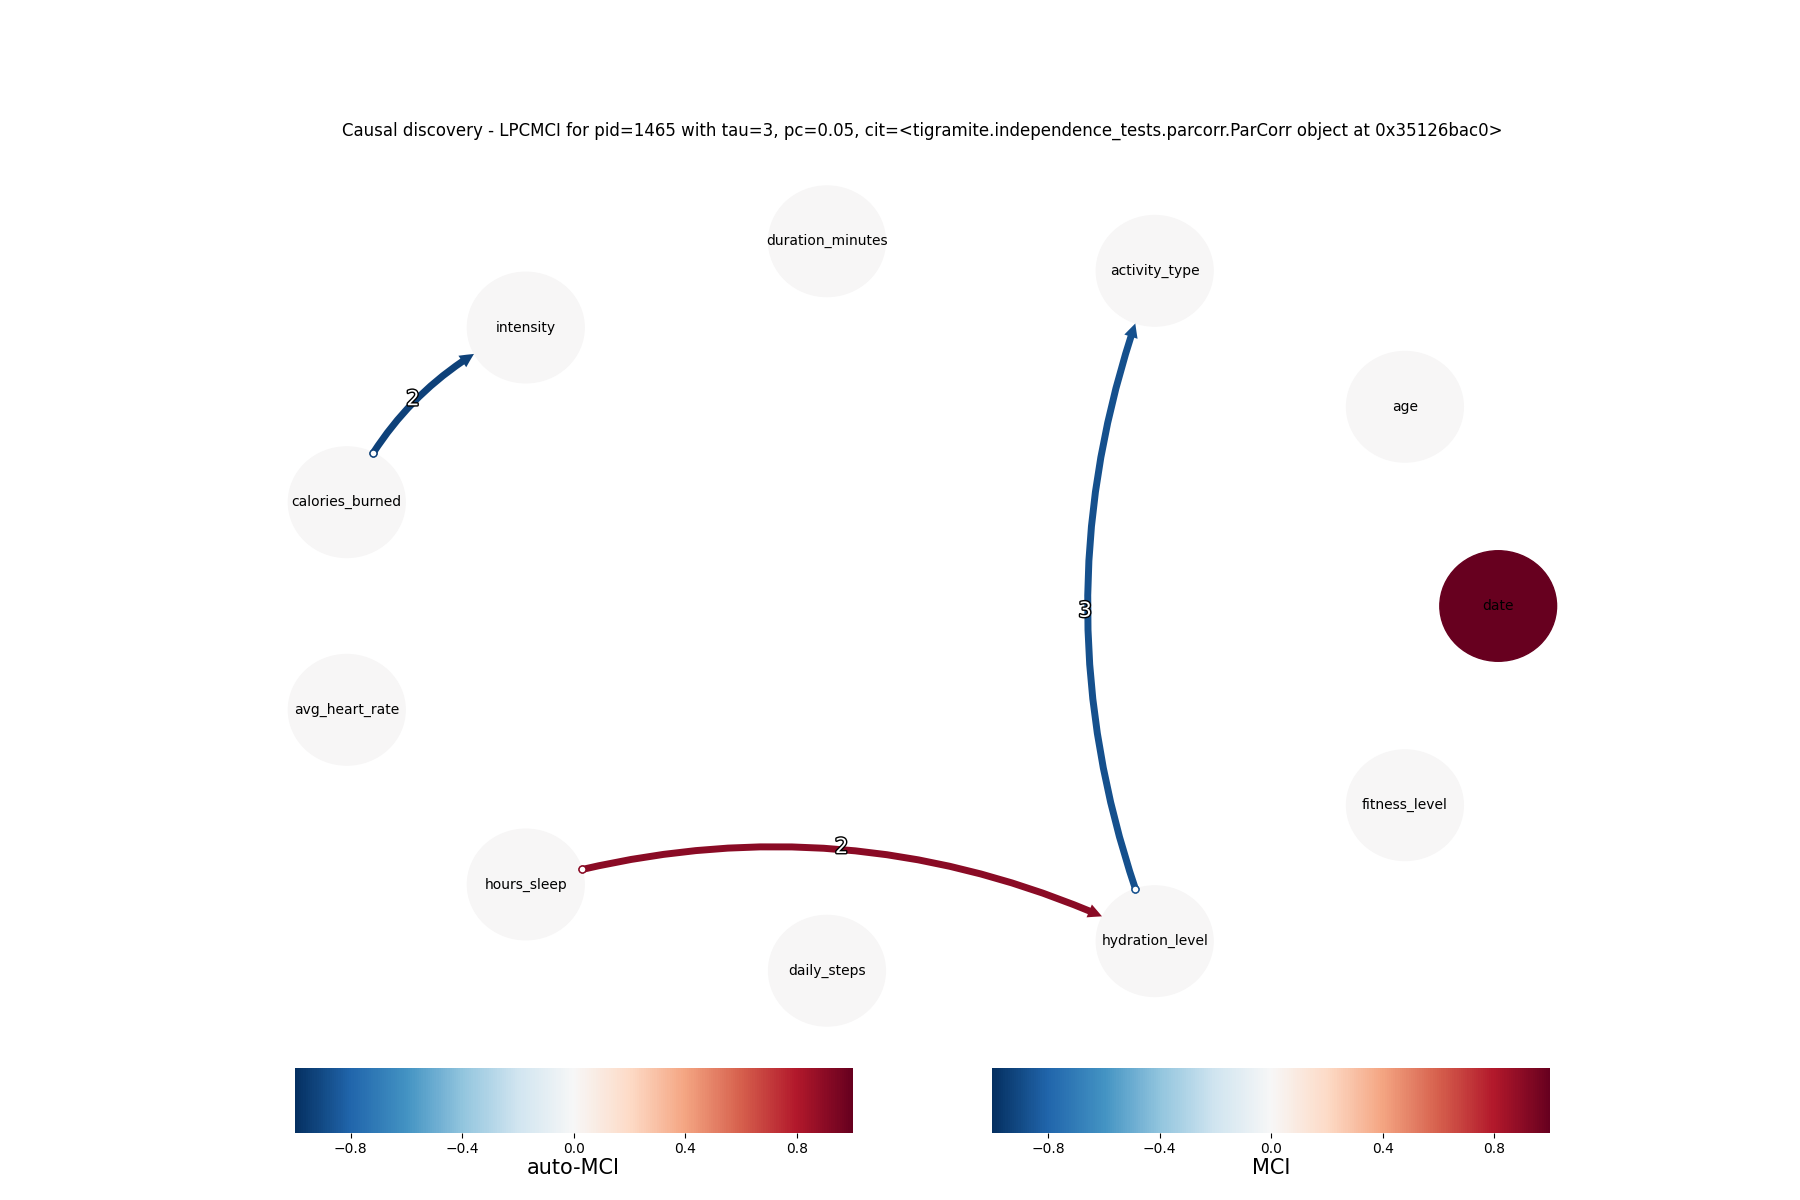 Causal discovery - LPCMCI for pid=1465 with tau=3, pc=0.05, cit=<tigramite.independence_tests.parcorr.ParCorr object at 0x35126bac0>
duration_minutes
activity_type
intensity
2
age
calories_burned
date
3
avg_heart_rate
fitness_level
2
hours_sleep
hydration_level
daily_steps
−0.8 −0.4 0.0 0.4 0.8
auto-MCI
−0.8 −0.4 0.0 0.4 0.8
MCI